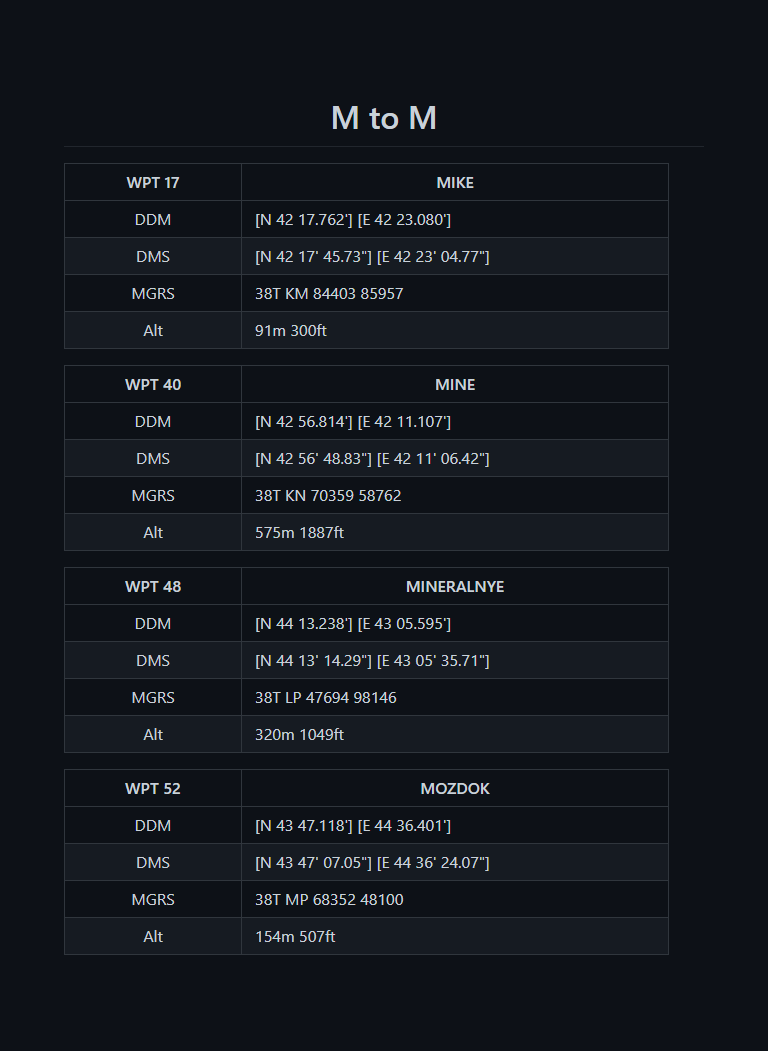 M to M
WPT 17 MIKE
DDM [N 42 17.762'] [E 42 23.080']
DMS [N 42 17' 45.73"] [E 42 23' 04.77"]
MGRS 38T KM 84403 85957
Alt 91m 300ft
WPT 40 MINE
DDM [N 42 56.814'] [E 42 11.107']
DMS [N 42 56' 48.83"] [E 42 11' 06.42"]
MGRS 38T KN 70359 58762
Alt 575m 1887ft
WPT 48 MINERALNYE
DDM [N 44 13.238'] [E 43 05.595']
DMS [N 44 13' 14.29"] [E 43 05' 35.71"]
MGRS 38T LP 47694 98146
Alt 320m 1049ft
WPT 52 MOZDOK
DDM [N 43 47.118'] [E 44 36.401']
DMS [N 43 47' 07.05"] [E 44 36' 24.07"]
MGRS 38T MP 68352 48100
Alt 154m 507ft